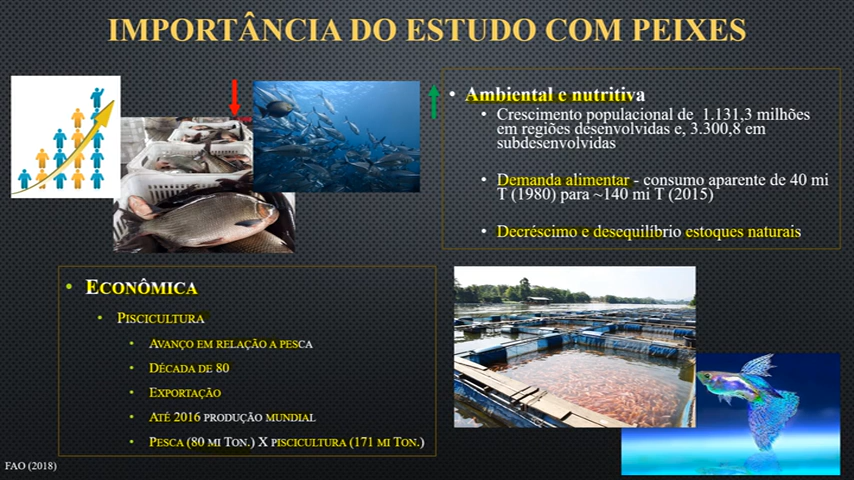 IMPORTÂNCIA DO ESTUDO COM PEIXES
• Ambiental e nutritiva
• Crescimento populacional de 1.131,3 milhões
em regiões desenvolvidas e, 3.300,8 em
subdesenvolvidas
• Demanda alimentar - consumo aparente de 40 mi
T (1980) para ~140 mi T (2015)
• Decréscimo e desequilíbrio estoques naturais
• ECONÔMICA
• PISCICULTURA
• AVANÇO EM RELAÇÃO A PESCA
• DÉCADA DE 80
• EXPORTAÇÃO
• ATÉ 2016 PRODUÇÃO MUNDIAL
• PESCA (80 MI TON.) X PISCICULTURA (171 MI TON.)
FAO (2018)